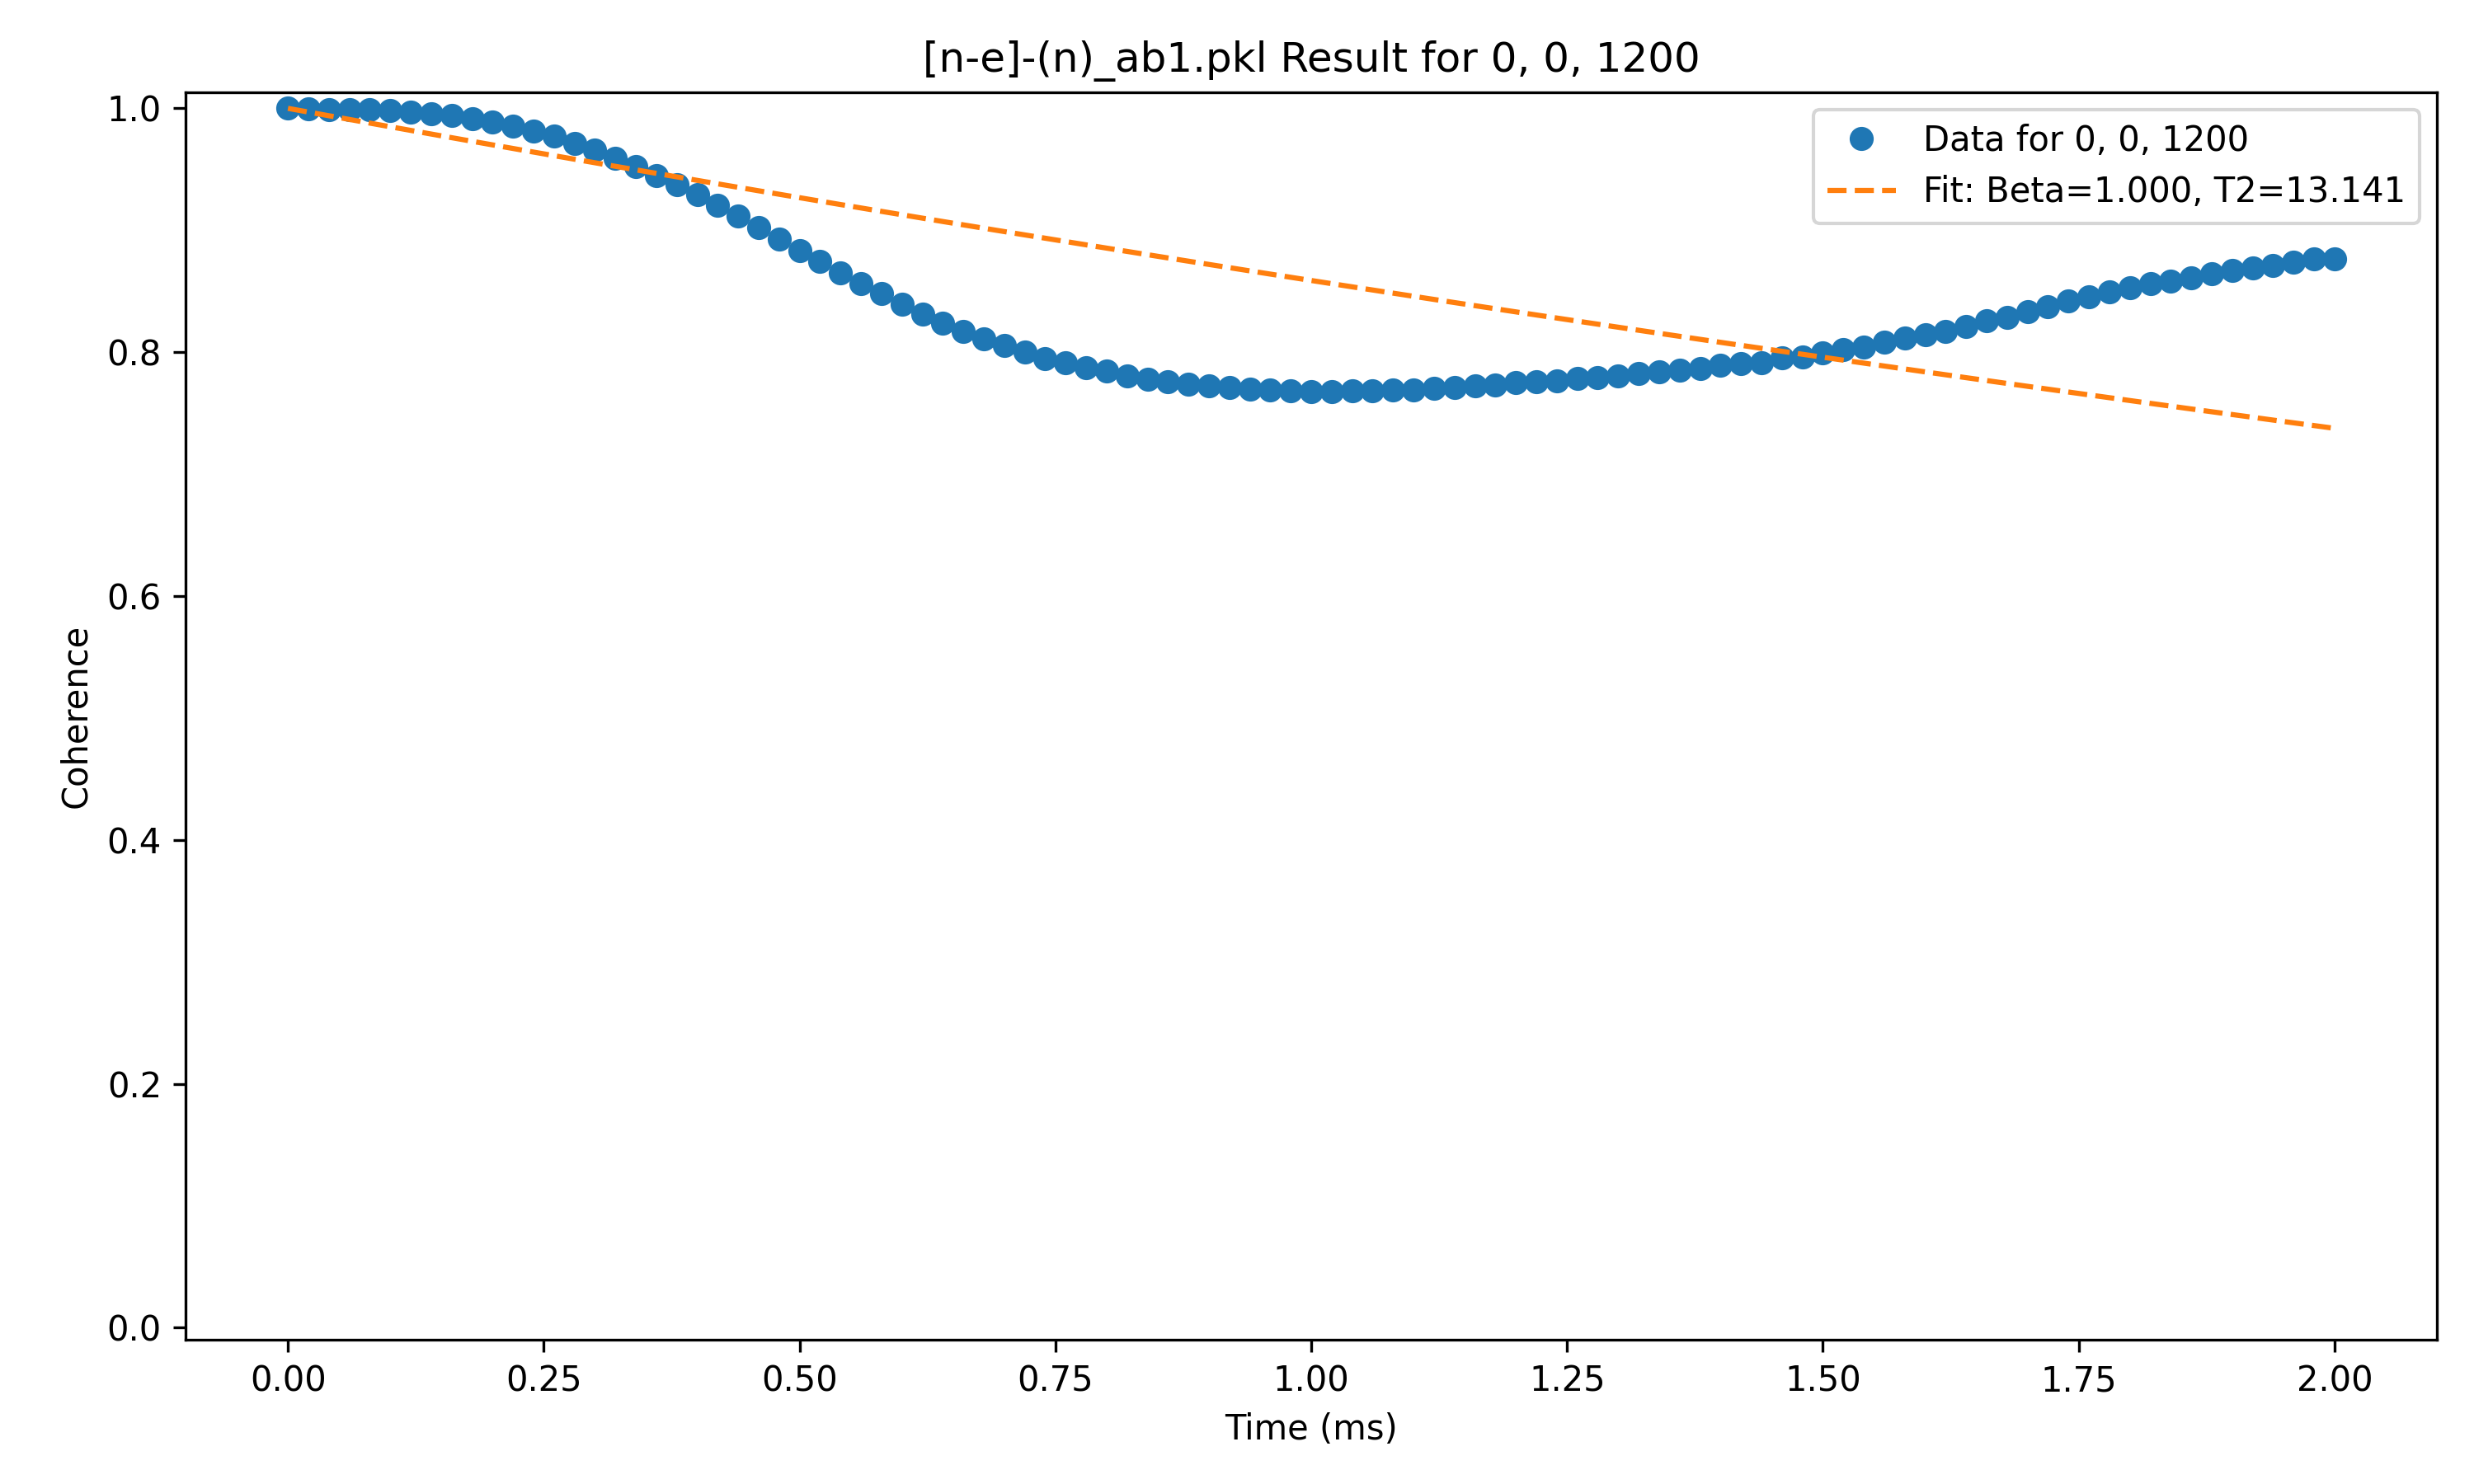 [n-e]-(n)_ab1.pkl Result for 0, 0, 1200
Data for 0, 0, 1200
Fit: Beta=1.000, T2=13.141
1.0
0.8
0.6
0.4
0.2
0.0
Coherence
0.00 0.25 0.50 0.75 1.00 1.25 1.50 1.75 2.00
Time (ms)